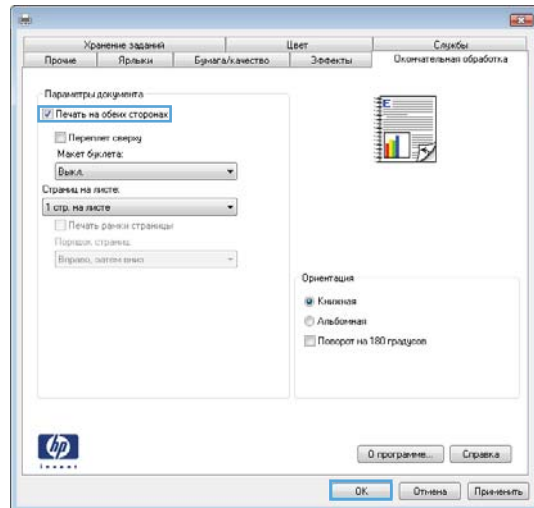 Хранение заданий Цвет Службы
Прочие Ярлыки Бумага/качество Эффекты Окончательная обработка
Параметры документа
Печать на обеих сторонах
Переплет сверху
Макет буклета:
Выкл.
Страниц на листе:
1 стр. на листе
Печать рамки страницы
Порядок страниц
Вправо, затем вниз
E
Ориентация
Книжная
Альбомная
Поворот на 180 градусов
hp
invent
О программе... Справка
OK Отмена Применить